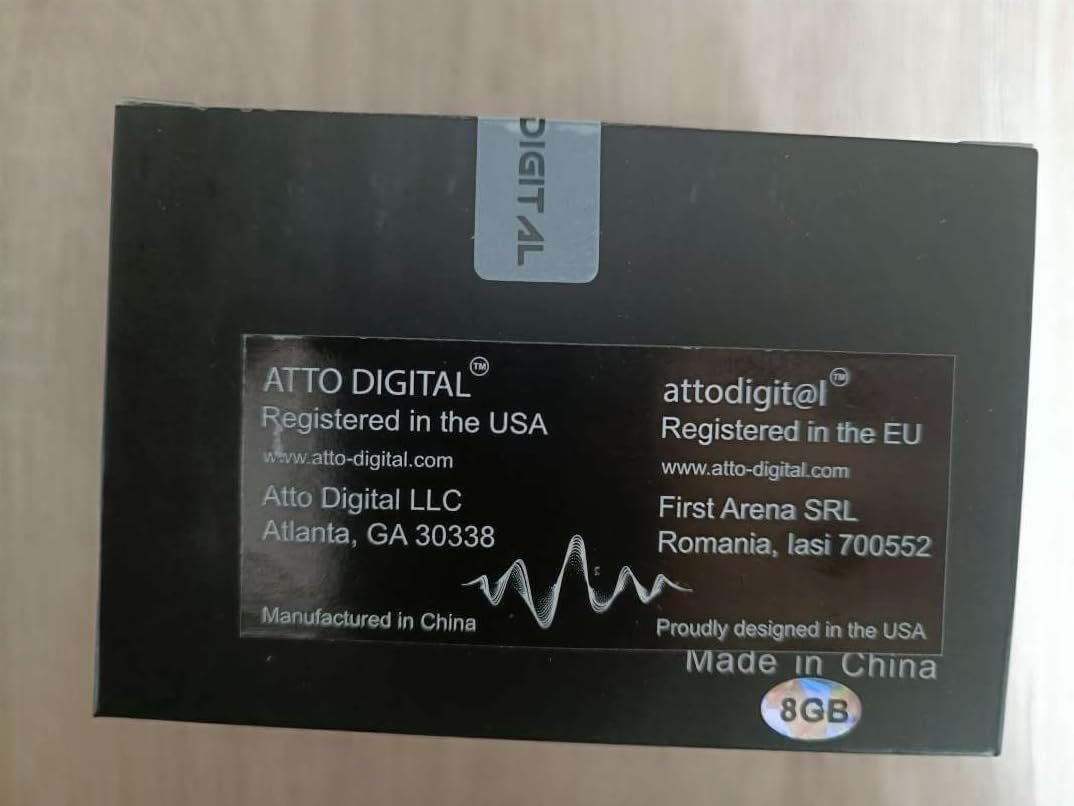 DIGITAL
ATTO DIGITAL™
Registered in the USA
www.atto-digital.com
Atto Digital LLC
Atlanta, GA 30338
Manufactured in China
attodigit@l™
Registered in the EU
www.atto-digital.com
First Arena SRL
Romania, Iasi 700552
Proudly designed in the USA
Made in China
8GB